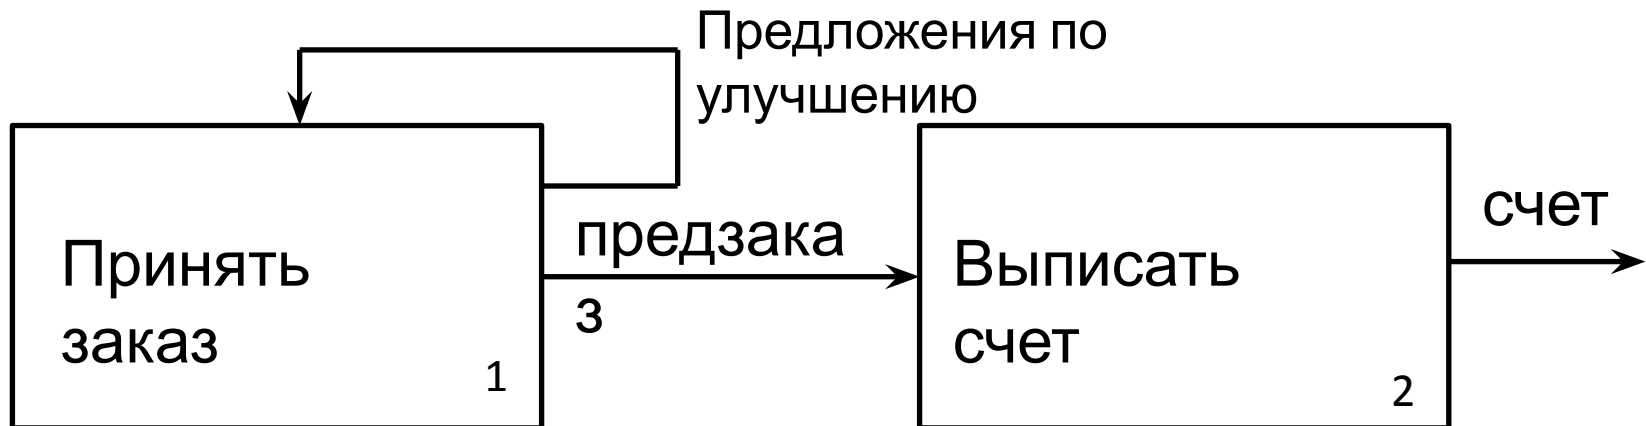 Предложения по
улучшению
предзака
з
счет
Принять
заказ
1
Выписать
счет
2